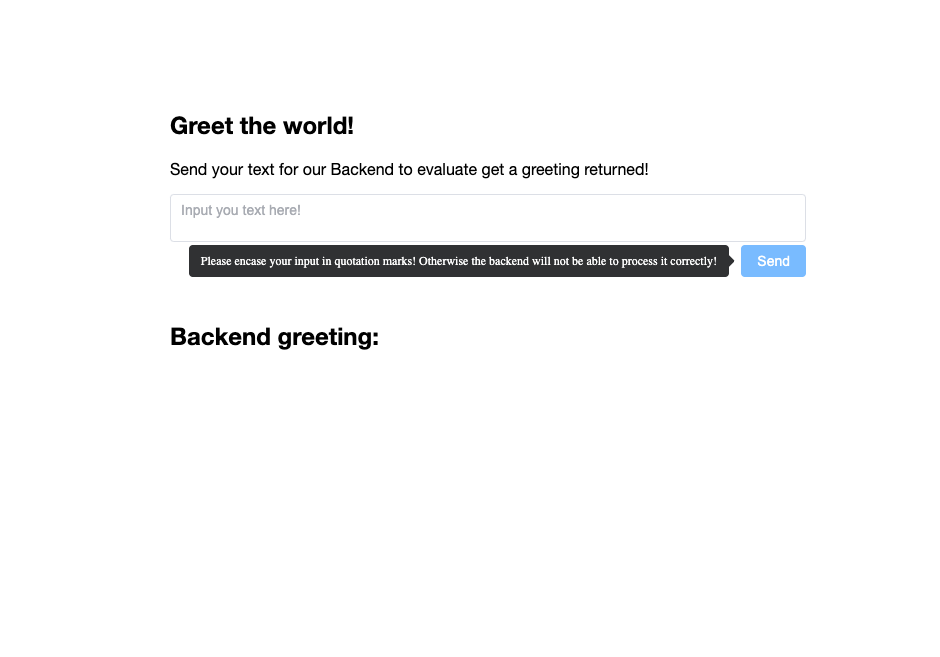 Greet the world!
Send your text for our Backend to evaluate get a greeting returned!
Input you text here!
Please encase your input in quotation marks! Otherwise the backend will not be able to process it correctly!
Send
Backend greeting: